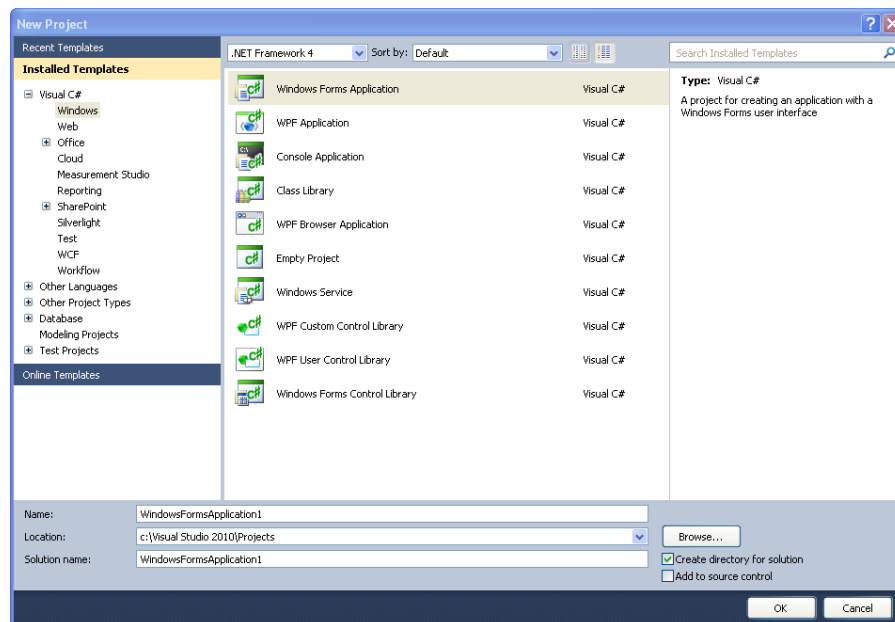 New Project
Recent Templates
Installed Templates
Visual C#
Windows
Web
Office
Cloud
Measurement Studio
Reporting
SharePoint
Silverlight
Test
WCF
Workflow
Other Languages
Other Project Types
Database
Modeling Projects
Test Projects
Online Templates
.NET Framework 4 Sort by: Default
Windows Forms Application Visual C#
WPF Application Visual C#
Console Application Visual C#
Class Library Visual C#
WPF Browser Application Visual C#
Empty Project Visual C#
Windows Service Visual C#
WPF Custom Control Library Visual C#
WPF User Control Library Visual C#
Windows Forms Control Library Visual C#
Search Installed Templates
Type: Visual C#
A project for creating an application with a
Windows Forms user interface
Name: WindowsFormsApplication1
Location: c:\Visual Studio 2010\Projects Browse...
Solution name: WindowsFormsApplication1
Create directory for solution
Add to source control
OK Cancel